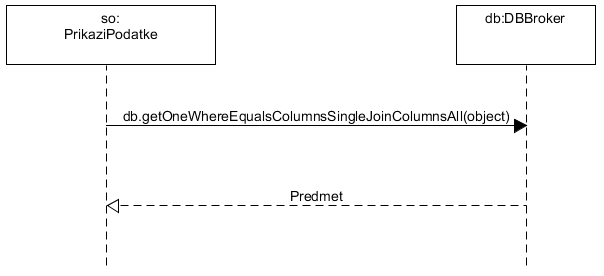 so:
PrikaziPodatke
db:DBBroker
db.getOneWhereEqualsColumnsSingleJoinColumnsAll(object)
Predmet